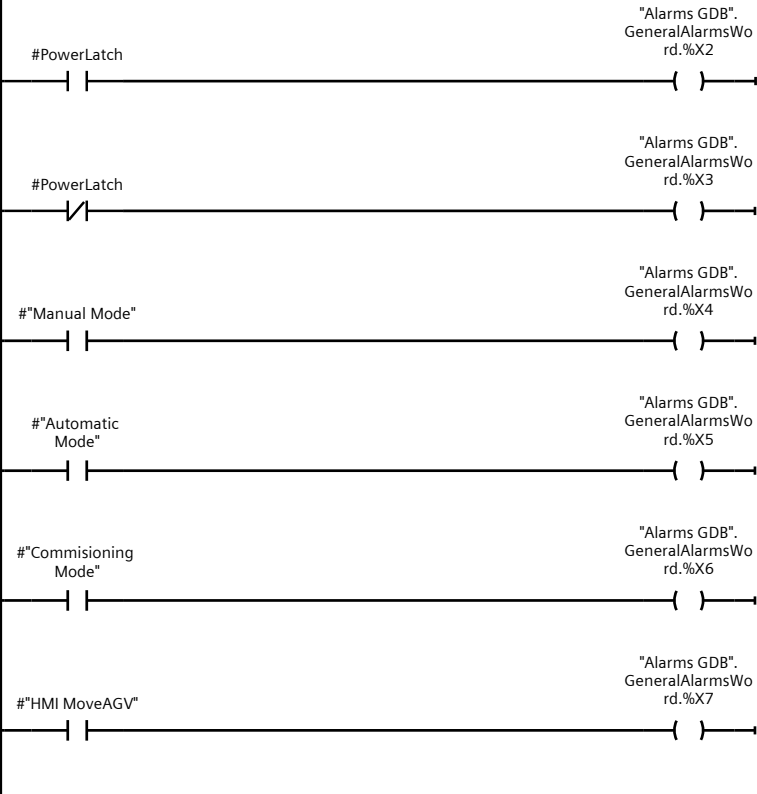 "Alarms GDB".
GeneralAlarmsWo
rd.%X2
#PowerLatch
"Alarms GDB".
GeneralAlarmsWo
rd.%X3
#PowerLatch
"Alarms GDB".
GeneralAlarmsWo
rd.%X4
#"Manual Mode"
"Alarms GDB".
GeneralAlarmsWo
rd.%X5
#"Automatic
Mode"
"Alarms GDB".
GeneralAlarmsWo
rd.%X6
#"Commisioning
Mode"
"Alarms GDB".
GeneralAlarmsWo
rd.%X7
#"HMI MoveAGV"